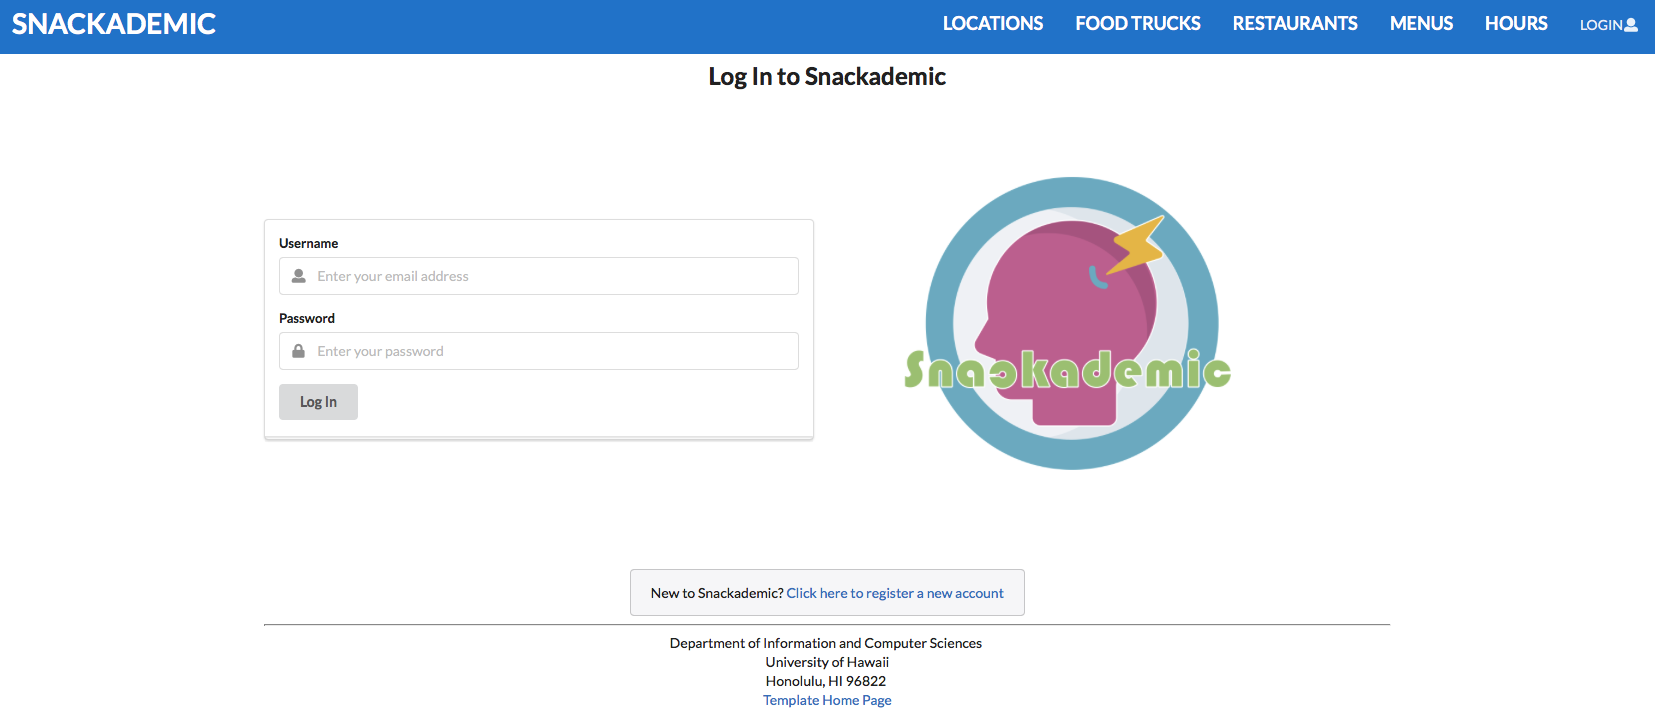 SNACKADEMIC
LOCATIONS FOOD TRUCKS RESTAURANTS MENUS HOURS LOGIN
Log In to Snackademic
Username
Enter your email address
Password
Enter your password
Log In
Snackademic
New to Snackademic? Click here to register a new account
Department of Information and Computer Sciences
University of Hawaii
Honolulu, HI 96822
Template Home Page